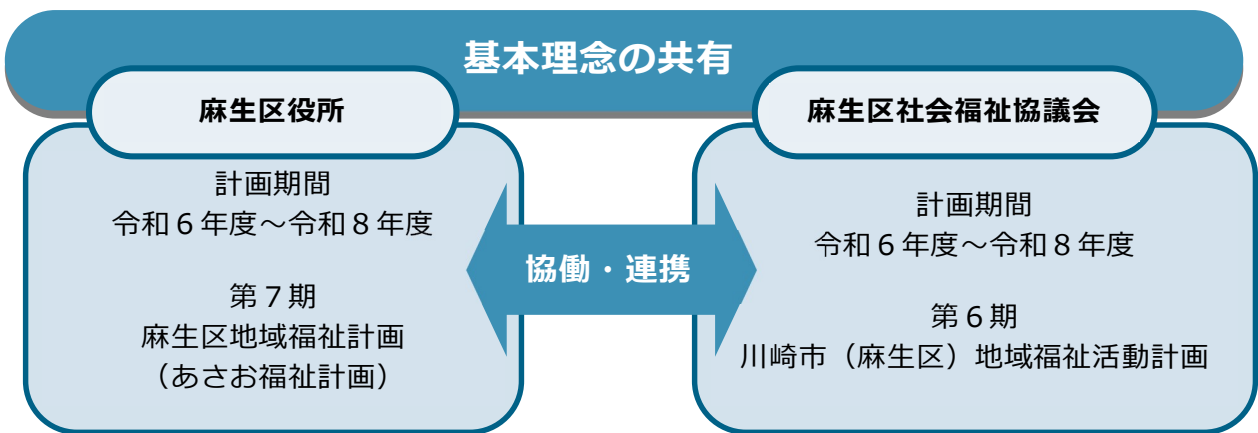 基本理念の共有
麻生区役所
計画期間
令和６年度～令和８年度
第７期
麻生区地域福祉計画
（あさお福祉計画）
協働・連携
麻生区社会福祉協議会
計画期間
令和６年度～令和８年度
第６期
川崎市（麻生区）地域福祉活動計画